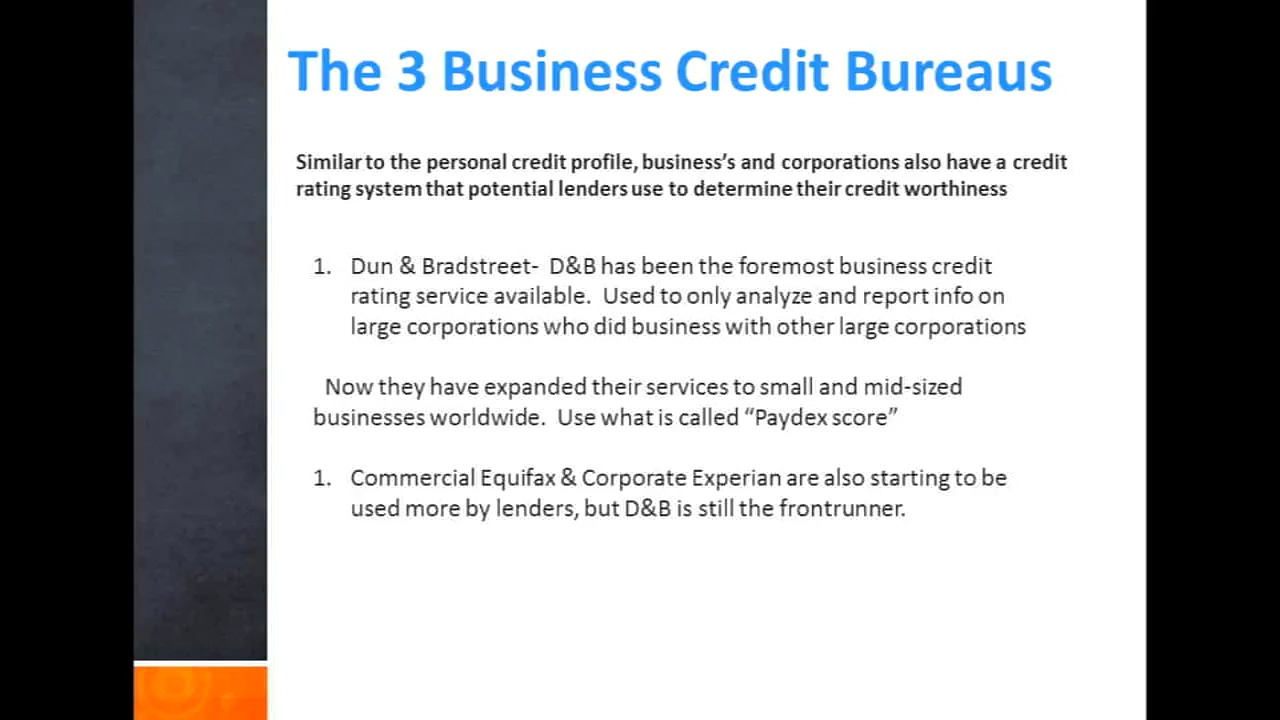 The 3 Business Credit Bureaus
Similar to the personal credit profile, business's and corporations also have a credit
rating system that potential lenders use to determine their credit worthiness
1. Dun & Bradstreet- D&B has been the foremost business credit
rating service available. Used to only analyze and report info on
large corporations who did business with other large corporations
Now they have expanded their services to small and mid-sized
businesses worldwide. Use what is called “Paydex score”
1. Commercial Equifax & Corporate Experian are also starting to be
used more by lenders, but D&B is still the frontrunner.